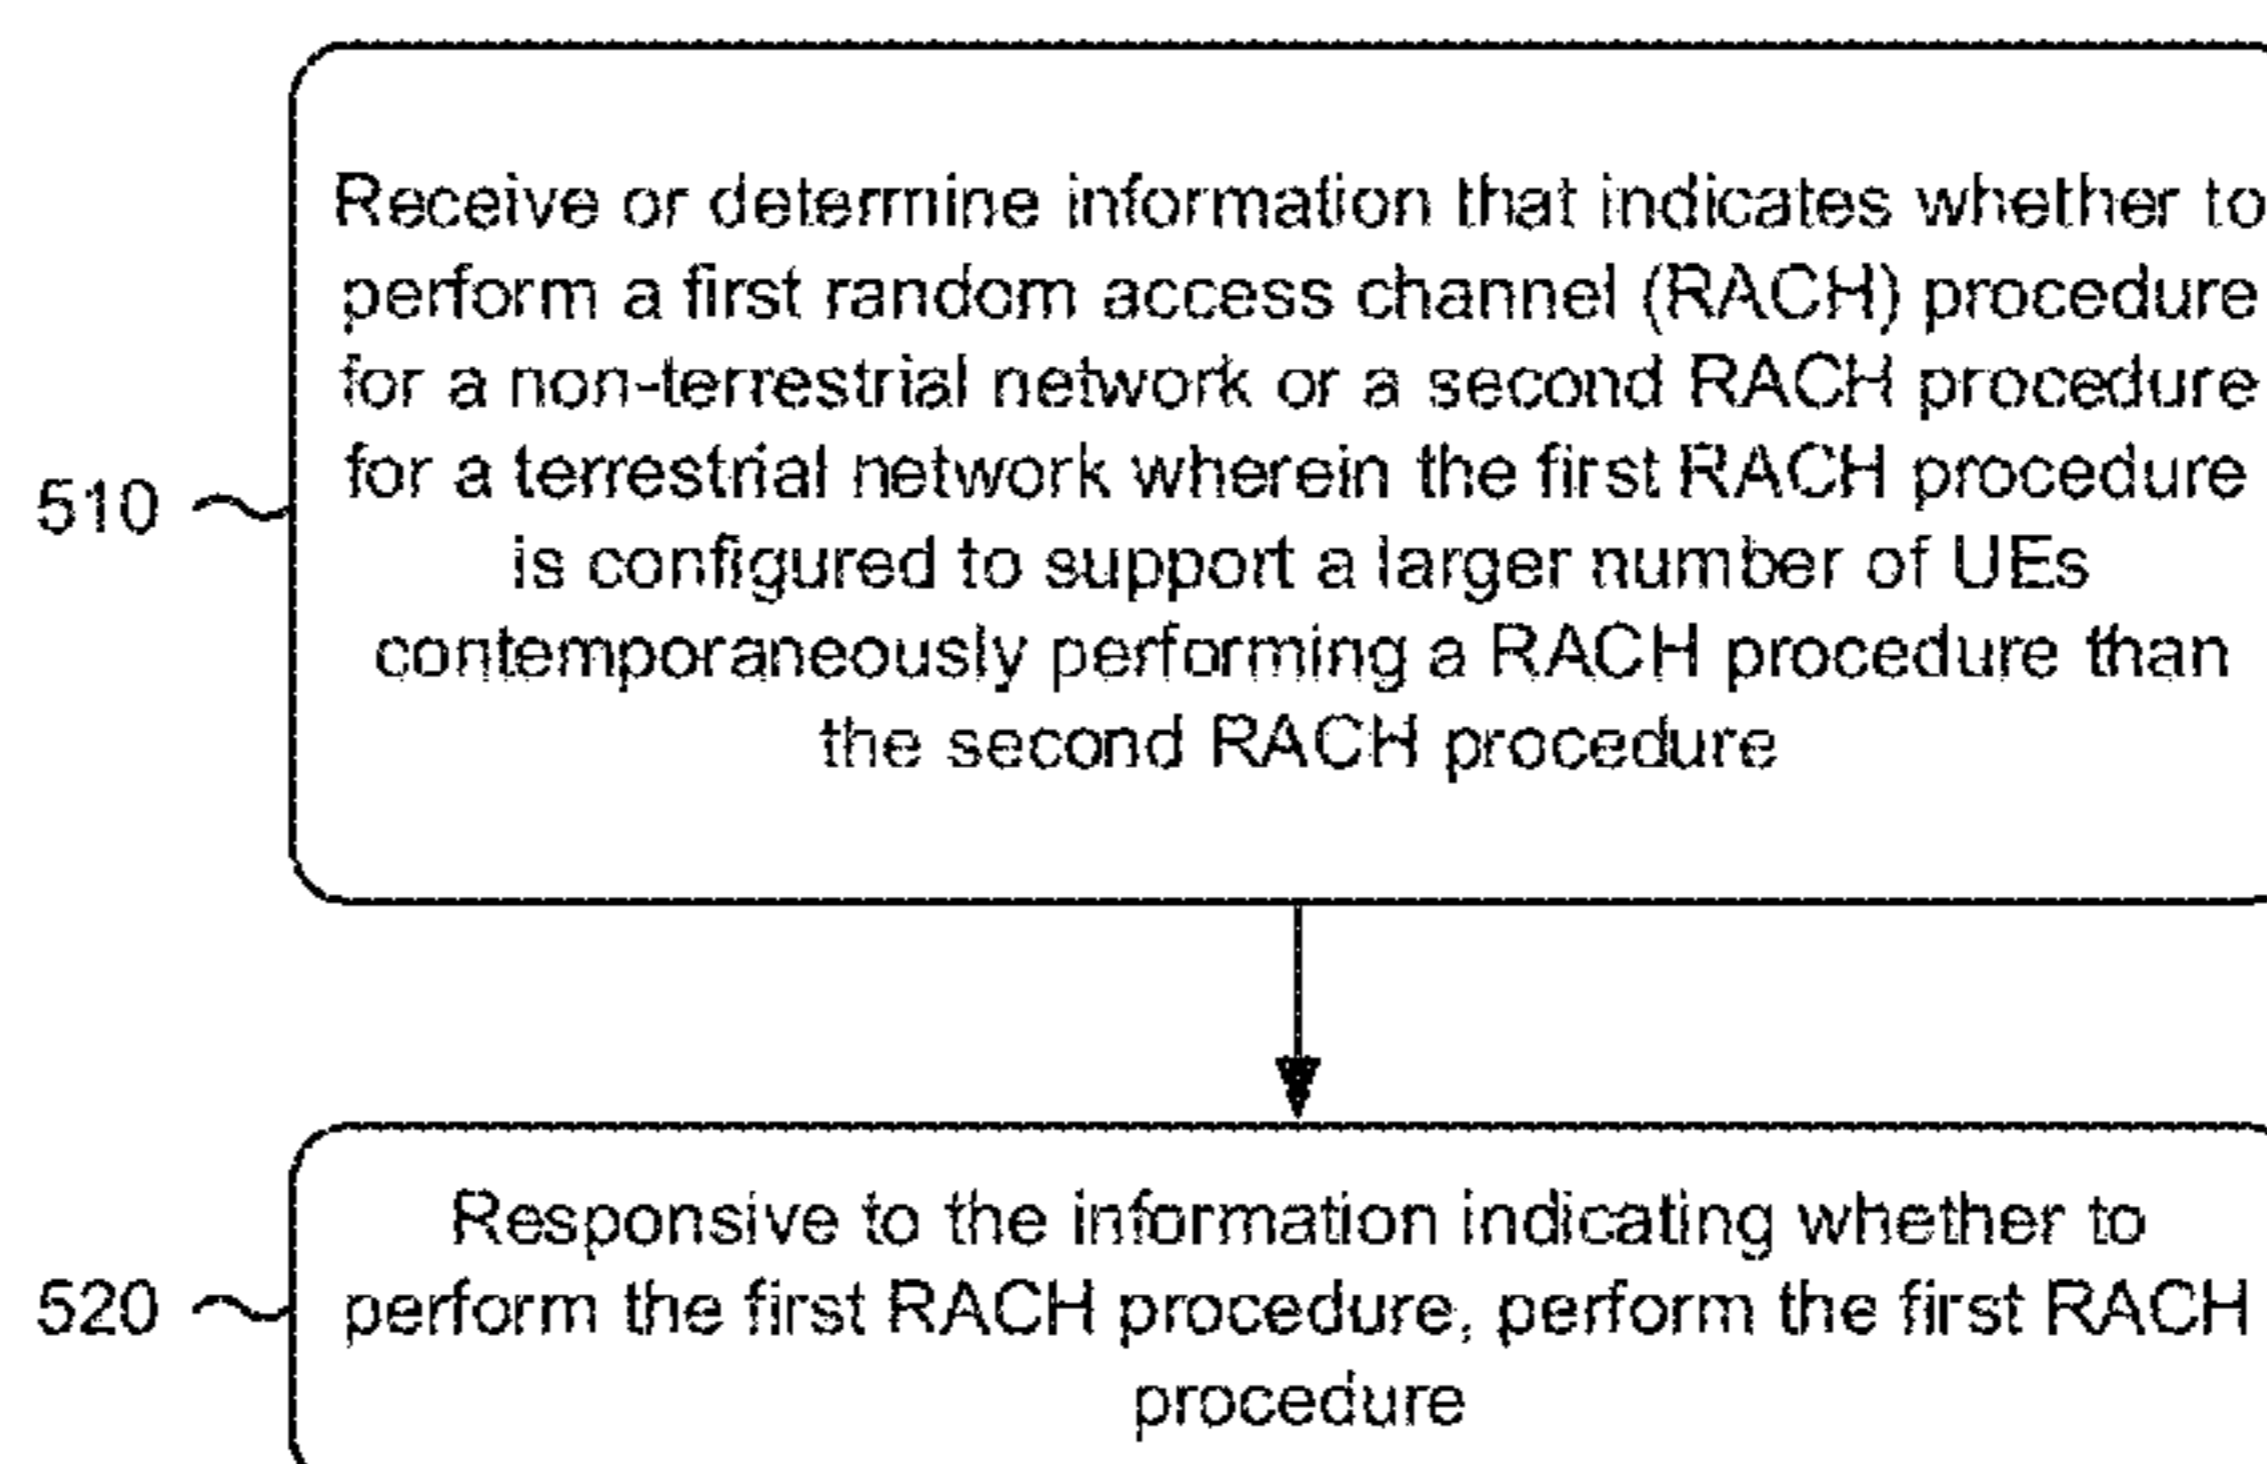 Receive or determine information that indicates whether to
perform a first random access channel (RACH) procedure
for a non-terrestrial network or a second RACH procedure
for a terrestrial network wherein the first RACH procedure
510
is configured to support a larger number of UEs
contemporaneously performing a RACH procedure than
the second RACH procedure
Responsive to the information indicating whether to
520
perform the first RACH procedure, perform the first RACH
procedure